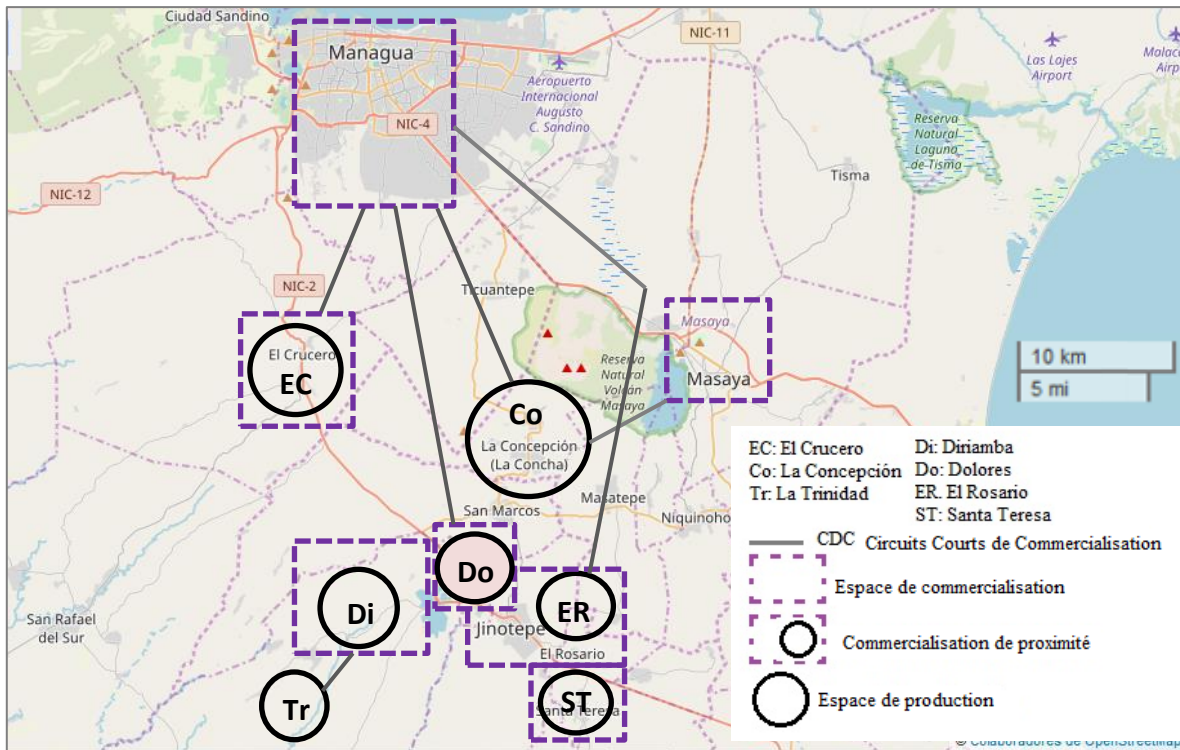 Ciudad Sandino
Managua
NIC-11
Las Lajes
Airport
Aeropuerto
Internacional
Augusto
C. Sandino
NIC-4
Reserva
Natural
Laguna
de Tisma
Tisma
NIC-12
NIC-2
Ticuantepe
Masaya
El Crucero
EC
Reserva
Natural
Volcán
Masaya
Masaya
10 km
5 mi
Co
La Concepción
(La Concha)
Masatepe
San Marcos
Niquinoho
Do
Di
ER
San Rafael
del Sur
Jinotepe
El Rosario
Tr
ST
Santa Teresa
EC: El Crucero
Co: La Concepción
Tr: La Trinidad
Di: Diriamba
Do: Dolores
ER. El Rosario
ST: Santa Teresa
CDC Circuits Courts de Commercialisation
Espace de commercialisation
Commercialisation de proximité
Espace de production
© Colaboradores de OpenStreetMap